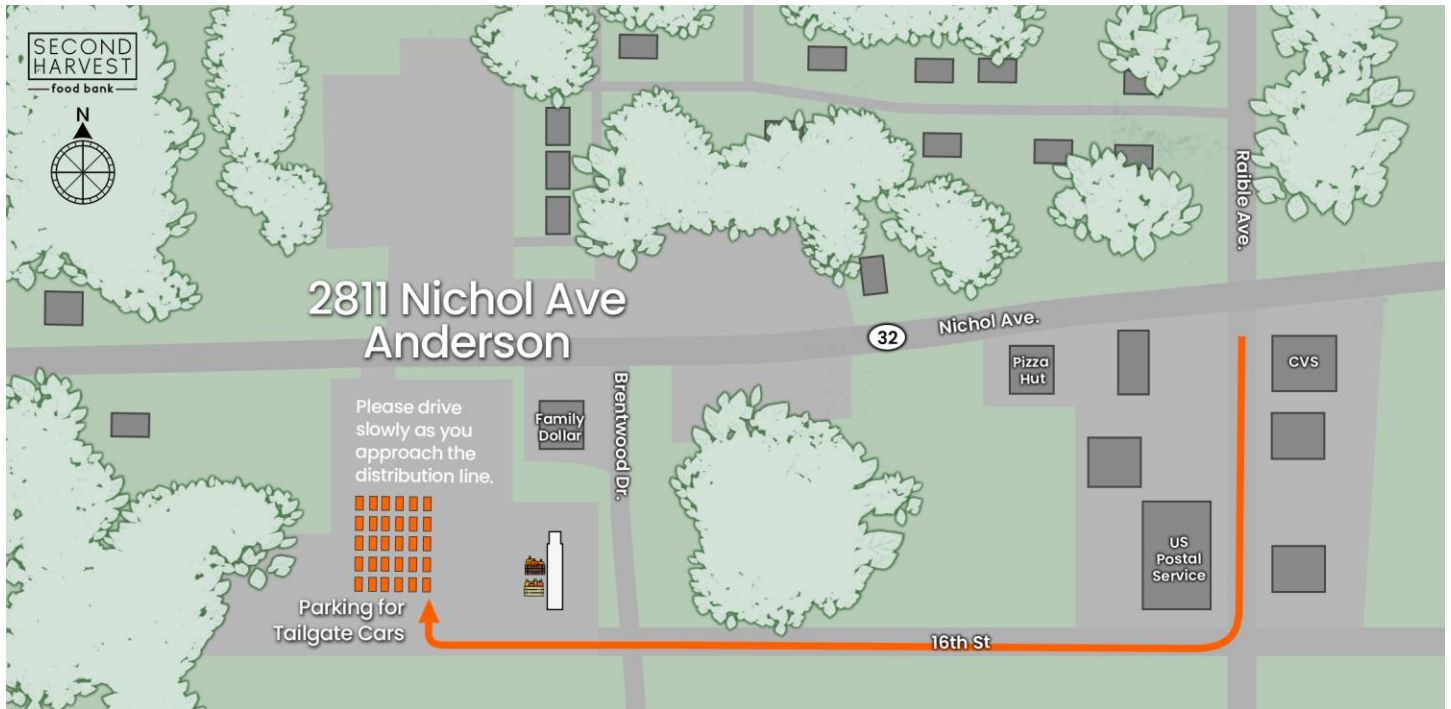 SECOND
HARVEST
food bank
N
2811 Nichol Ave
Anderson
Please drive
slowly as you
approach the
distribution line.
Family
Dollar
Brentwood Dr.
32
Nichol Ave.
Pizza
Hut
Raible Ave.
CVS
US
Postal
Service
Parking for
Tailgate Cars
16th St